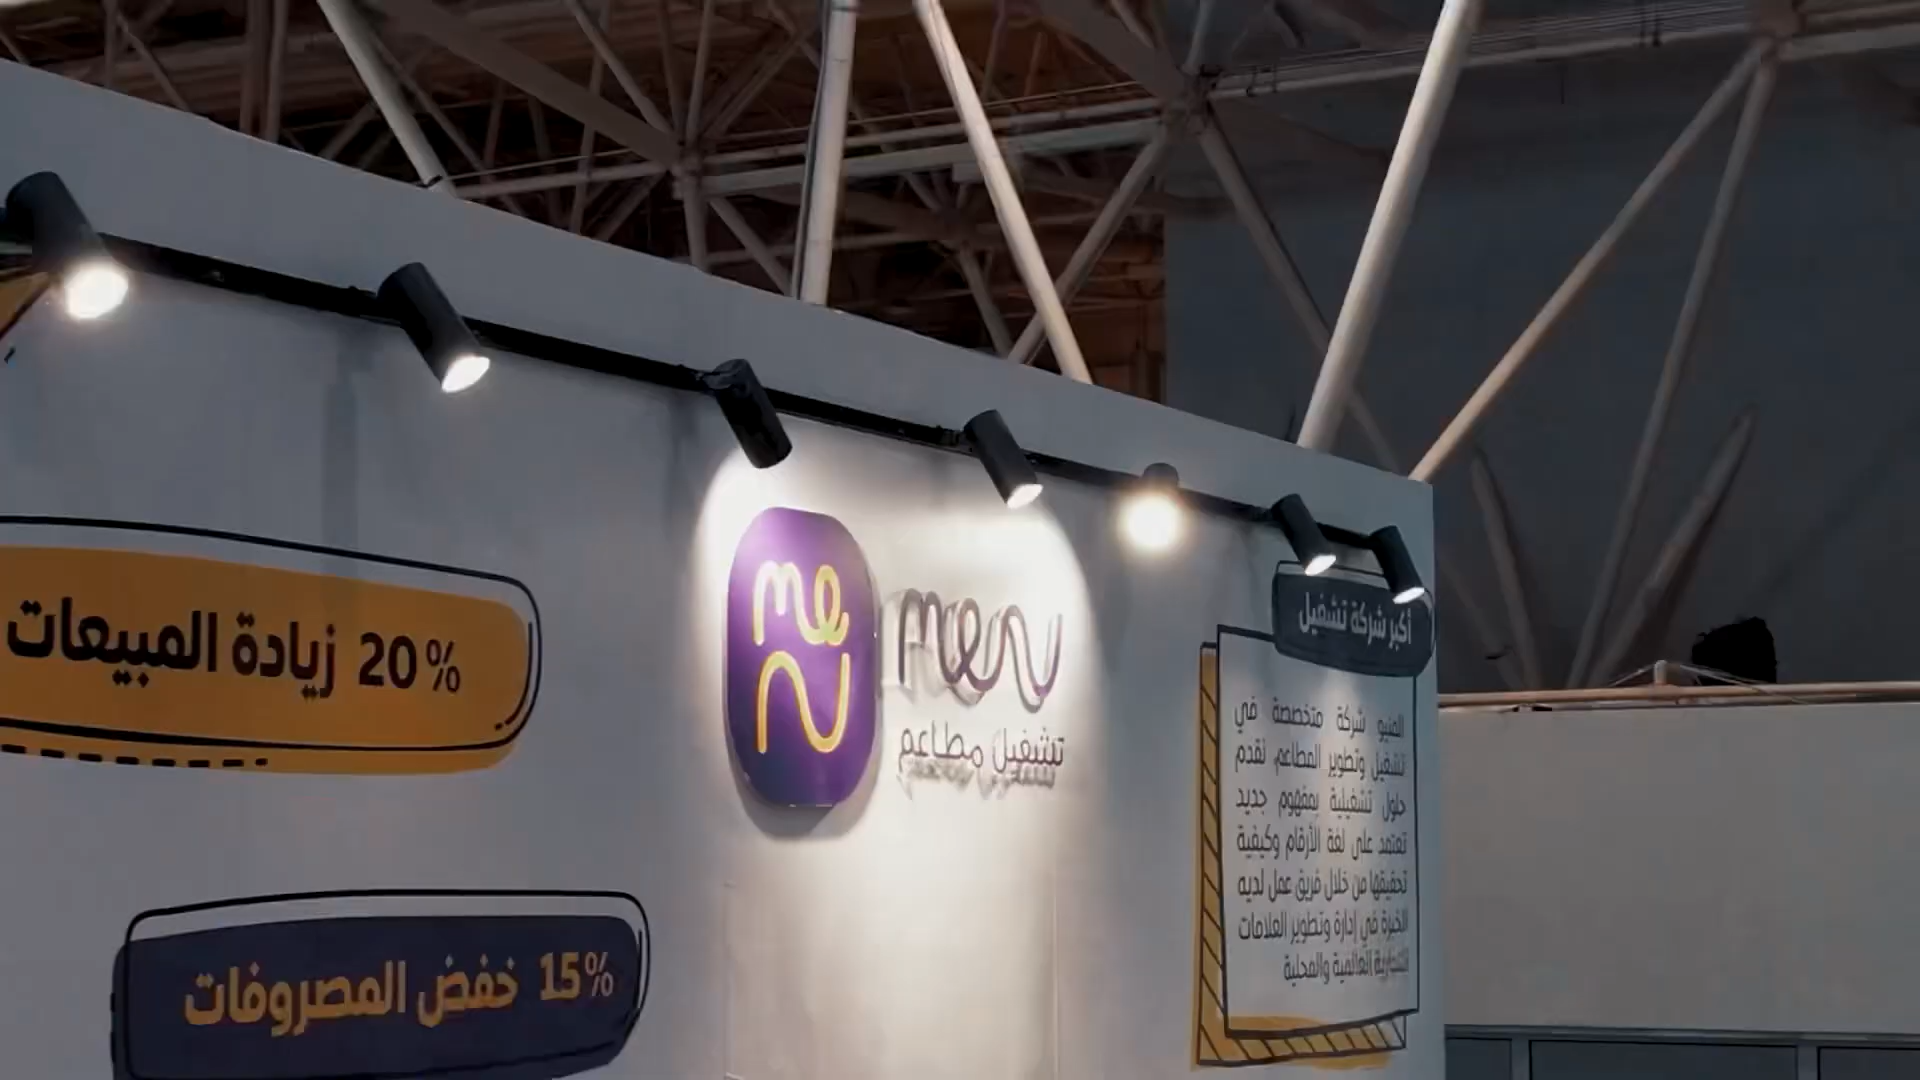 20% زيادة المبيعات
15% خفض المصروفات
me
nu
menu
تشغيل مطاعم
أكبر شركة تشغيل
المنيو شركة متخصصة في
تشغيل وتطوير المطاعم، نقدم
حلول تشغيلية بمفهوم جديد
تعتمد على لغة الأرقام وكيفية
تحقيقها من خلال فريق عمل لديه
الخبرة في إدارة وتطوير العلامات
التجارية العالمية والمحلية